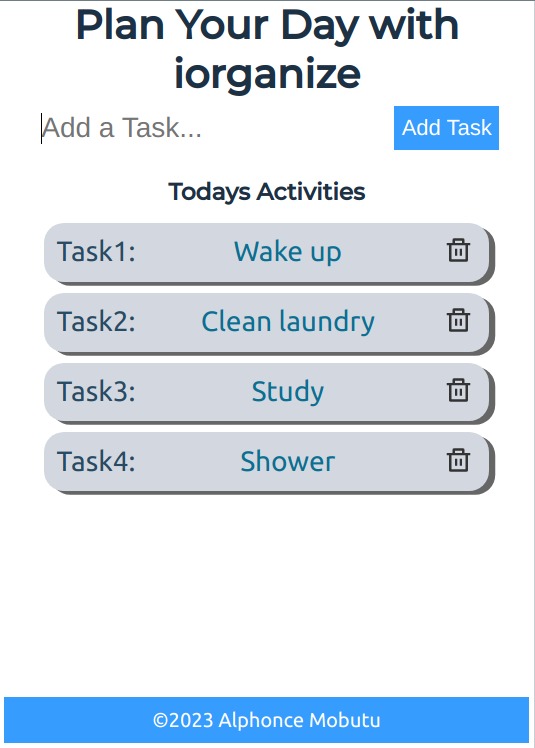 Plan Your Day with
iorganize
Add a Task...
Add Task
Todays Activities
Task1: Wake up
Task2: Clean laundry
Task3: Study
Task4: Shower
©2023 Alphonce Mobutu